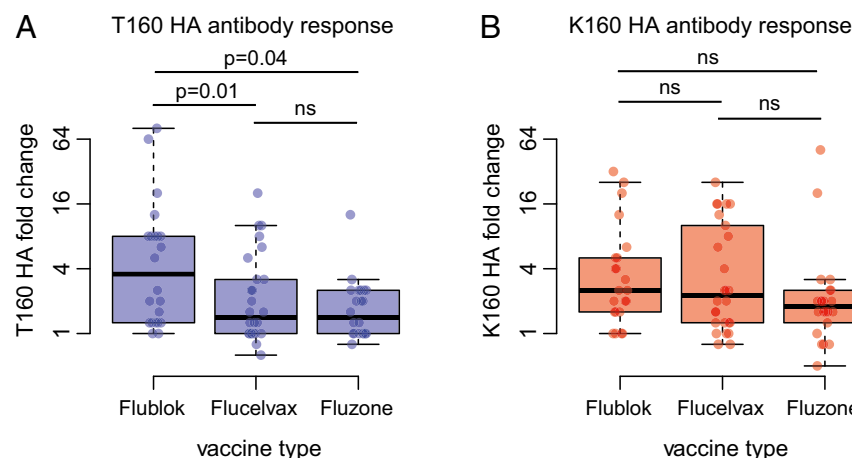 A
T160 HA antibody response
p=0.04
p=0.01
ns
T160 HA fold change
64
16
4
1
Flublok
Flucelvax
Fluzone
vaccine type
B
K160 HA antibody response
ns
ns
ns
K160 HA fold change
64
16
4
1
Flublok
Flucelvax
Fluzone
vaccine type